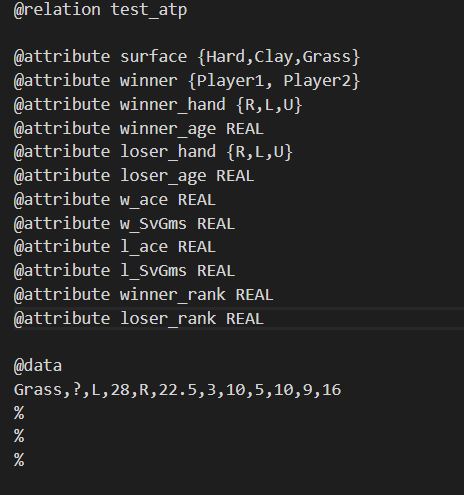 @relation test_atp
@attribute surface {Hard,Clay,Grass}
@attribute winner {Player1, Player2}
@attribute winner_hand {R,L,U}
@attribute winner_age REAL
@attribute loser_hand {R,L,U}
@attribute loser_age REAL
@attribute w_ace REAL
@attribute w_SvGms REAL
@attribute l_ace REAL
@attribute l_SvGms REAL
@attribute winner_rank REAL
@attribute loser_rank REAL
@data
Grass,?,L,28,R,22.5,3,10,5,10,9,16
%
%
%